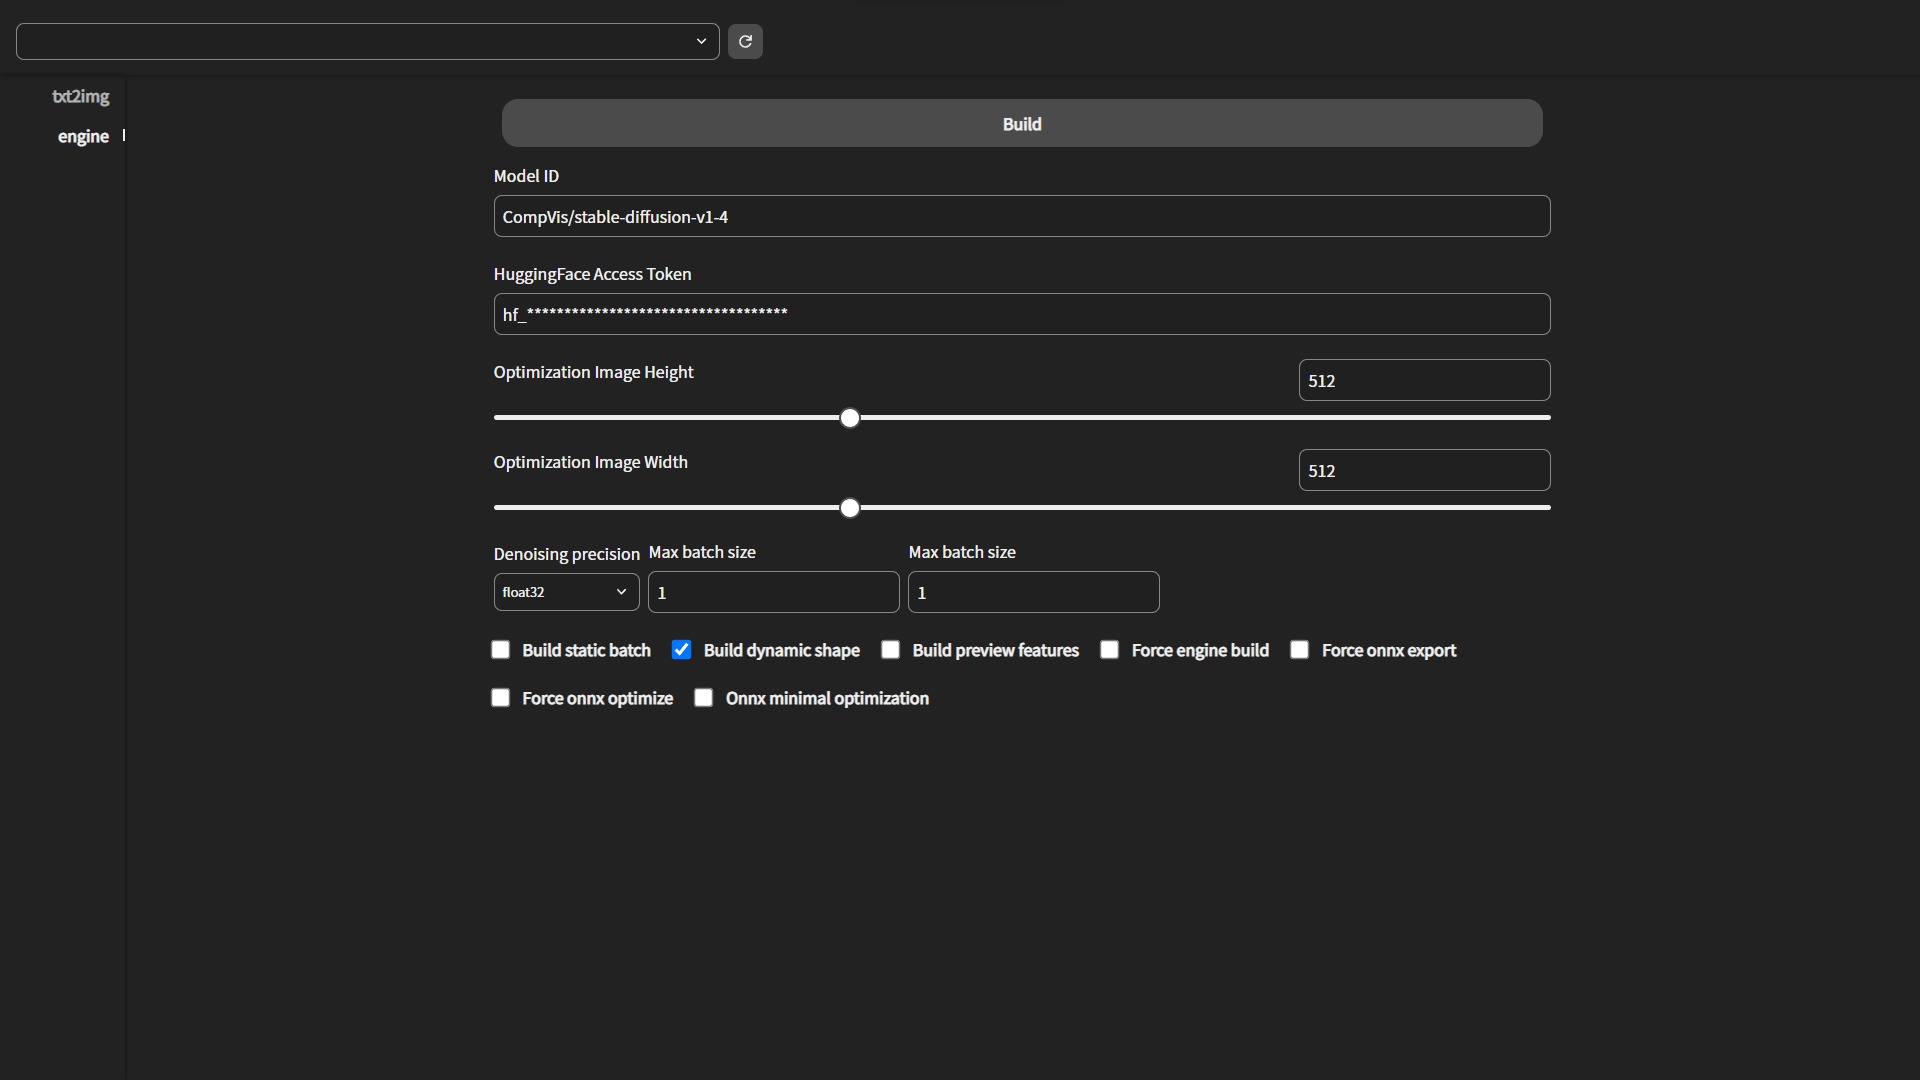 txt2img
engine
Build
Model ID
CompVis/stable-diffusion-v1-4
HuggingFace Access Token
hf_***********************************
Optimization Image Height
512
Optimization Image Width
512
Denoising precision Max batch size Max batch size
float32 1 1
Build static batch Build dynamic shape Build preview features Force engine build Force onnx export
Force onnx optimize Onnx minimal optimization